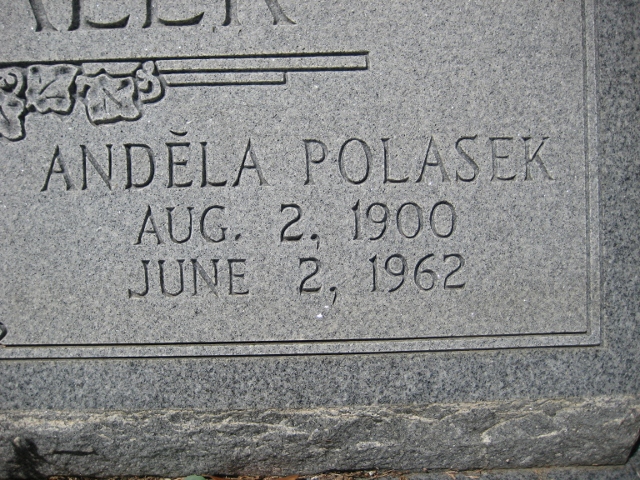 ANDĚLA POLASEK
AUG. 2, 1900
JUNE 2, 1962